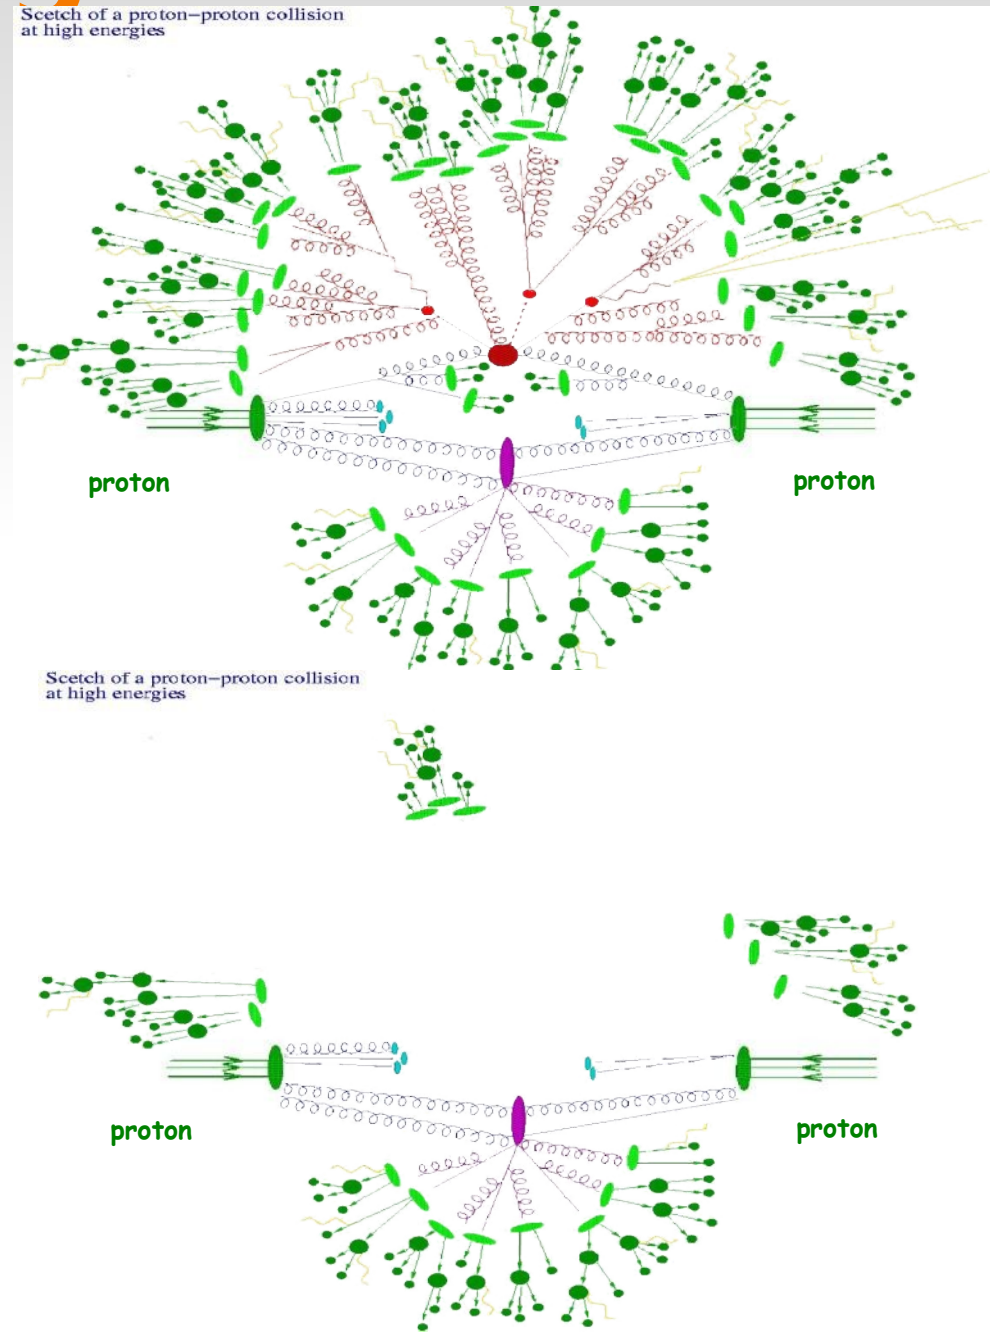 Scetch of a proton-proton collision
at high energies
proton
proton
Scetch of a proton-proton collision
at high energies
proton
proton